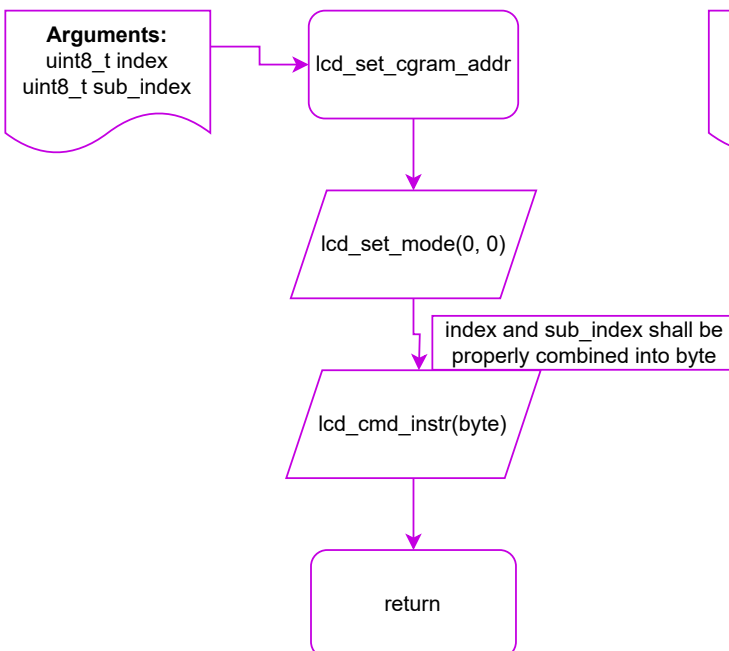 Arguments:
uint8_t index
uint8_t sub_index
lcd_set_cgram_addr
lcd_set_mode(0, 0)
index and sub_index shall be
properly combined into byte
lcd_cmd_instr(byte)
return